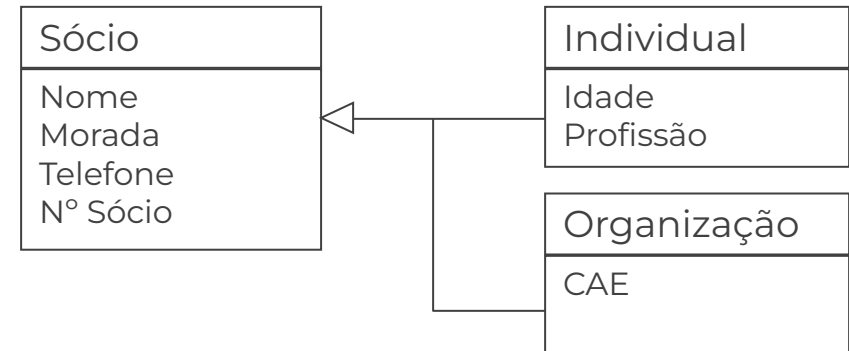 Sócio
Nome
Morada
Telefone
Nº Sócio
Individual
Idade
Profissão
Organização
CAE